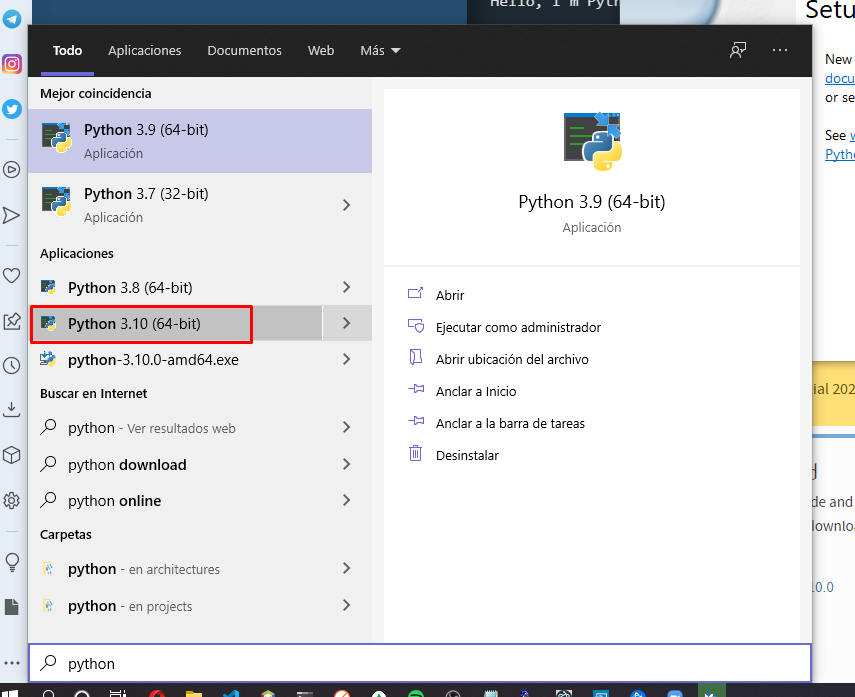 Hello, I'm Pyth
Setu
Todo
Aplicaciones
Documentos
Web
Más
New
docu
or se
See w
Pytho
Mejor coincidencia
Python 3.9 (64-bit)
Aplicación
Python 3.7 (32-bit)
Aplicación
Aplicaciones
Python 3.8 (64-bit)
Python 3.10 (64-bit)
python-3.10.0-amd64.exe
Buscar en Internet
python - Ver resultados web
python download
python online
Carpetas
python - en architectures
python - en projects
Python 3.9 (64-bit)
Aplicación
Abrir
Ejecutar como administrador
Abrir ubicación del archivo
Anclar a Inicio
Anclar a la barra de tareas
Desinstalar
ial 202
d
de and
downloa
10.0
python